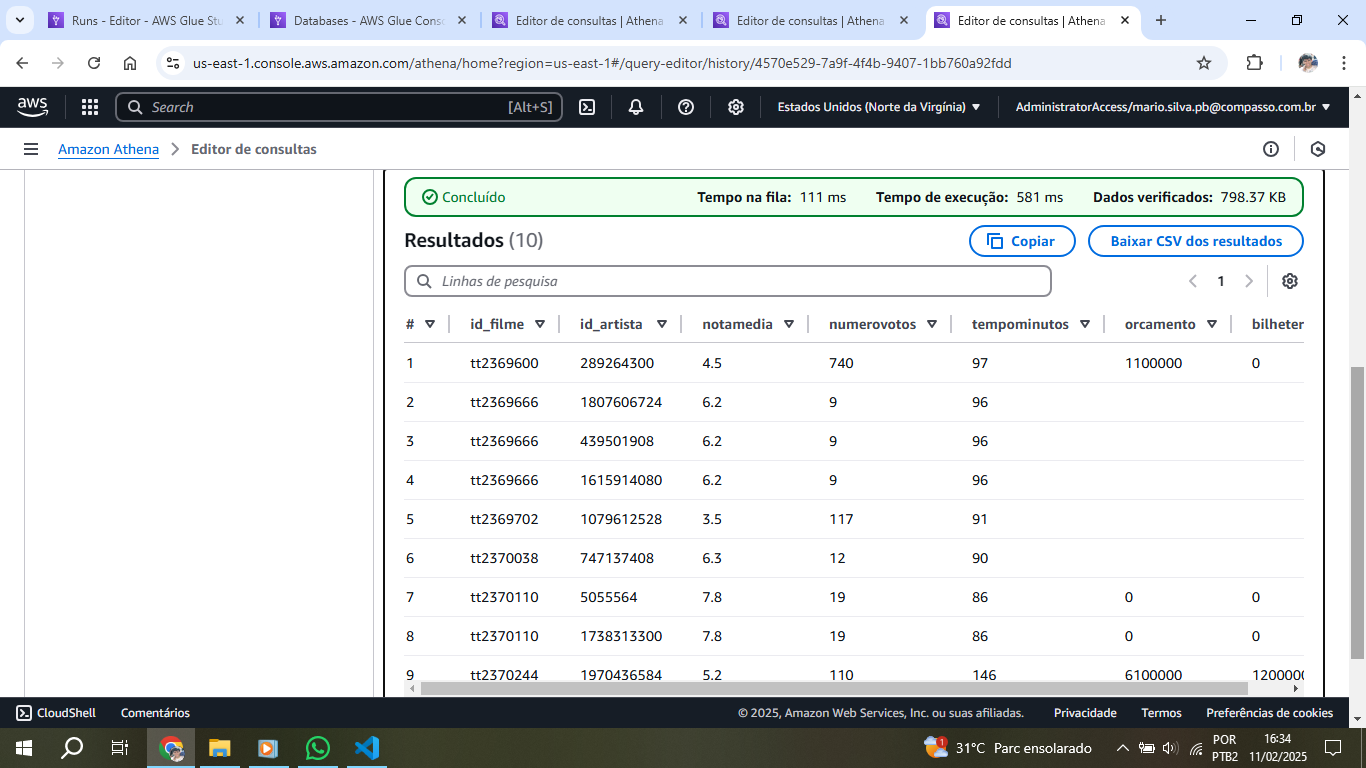 Runs - Editor - AWS Glue Stu
Databases - AWS Glue Conso
Editor de consultas | Athena
Editor de consultas | Athena
Editor de consultas | Athena
us-east-1.console.aws.amazon.com/athena/home?region=us-east-1#/query-editor/history/4570e529-7a9f-4f4b-9407-1bb760a92fdd
aws Search [Alt+S] Estados Unidos (Norte da Virgínia) AdministratorAccess/mario.silva.pb@compasso.com.br
Amazon Athena Editor de consultas
Concluído Tempo na fila: 111 ms Tempo de execução: 581 ms Dados verificados: 798.37 KB
Resultados (10) Copiar Baixar CSV dos resultados
Linhas de pesquisa 1
# id_filme id_artista notamedia numerovotos tempominutos orcamento bilheter
1 tt2369600 289264300 4.5 740 97 1100000 0
2 tt2369666 1807606724 6.2 9 96
3 tt2369666 439501908 6.2 9 96
4 tt2369666 1615914080 6.2 9 96
5 tt2369702 1079612528 3.5 117 91
6 tt2370038 747137408 6.3 12 90
7 tt2370110 5055564 7.8 19 86 0 0
8 tt2370110 1738313300 7.8 19 86 0 0
9 tt2370244 1970436584 5.2 110 146 6100000 1200000
CloudShell Comentários © 2025, Amazon Web Services, Inc. ou suas afiliadas. Privacidade Termos Preferências de cookies
1 31°C Parc ensolarado POR 16:34
PTB2 11/02/2025